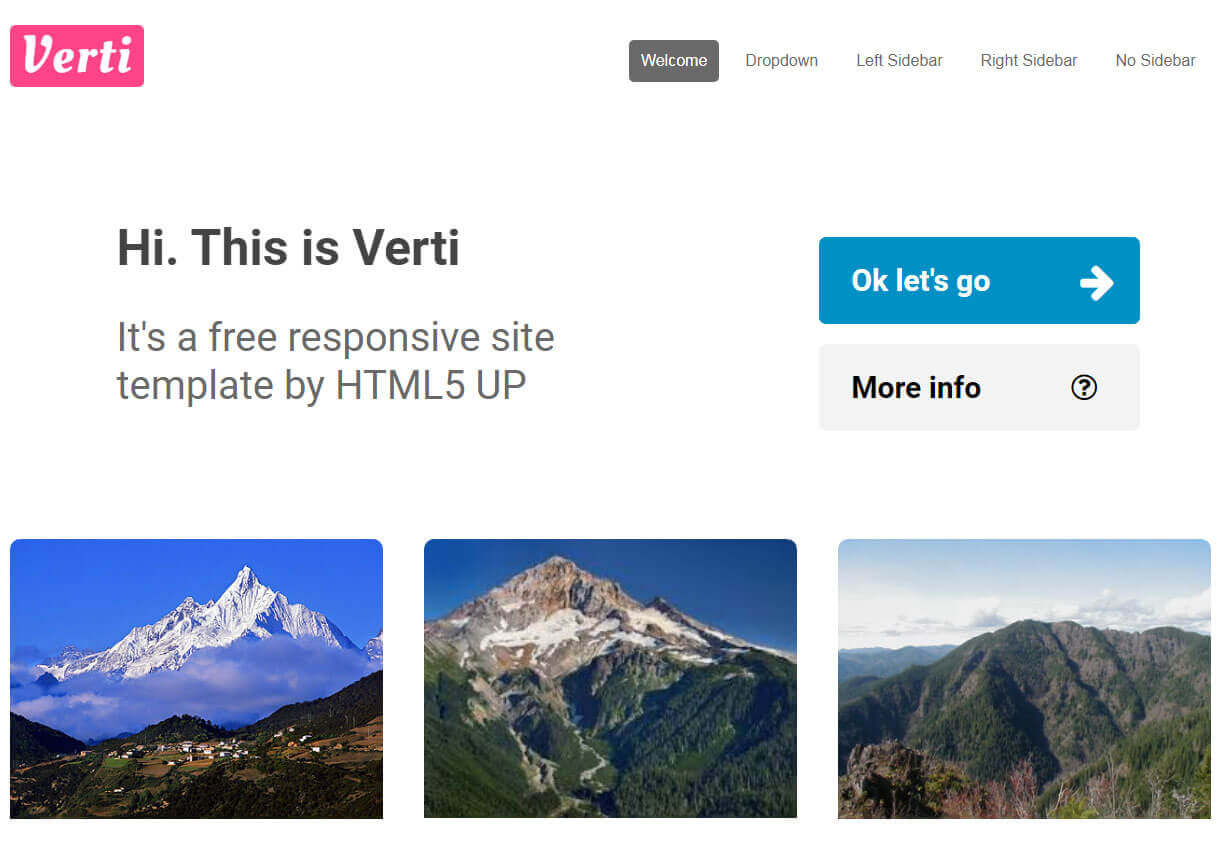 Verti
Welcome
Dropdown
Left Sidebar
Right Sidebar
No Sidebar
Hi. This is Verti
It's a free responsive site
template by HTML5 UP
Ok let's go
More info